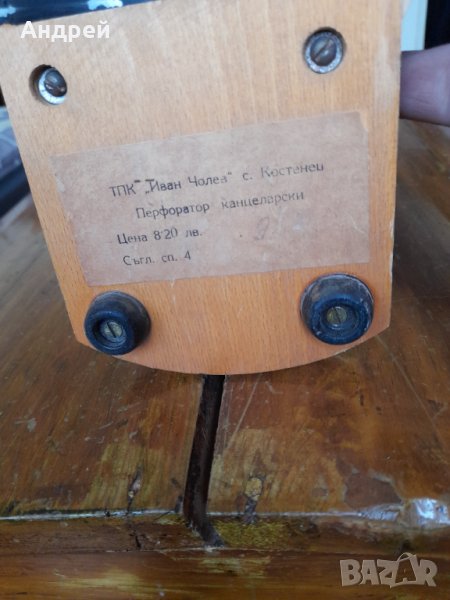 Андрей
ТПК „Иван Чолев" с. Костенец
Перфоратор канцеларски
Цена 8·20 лв.
Съгл. сп. 4
BAZAR